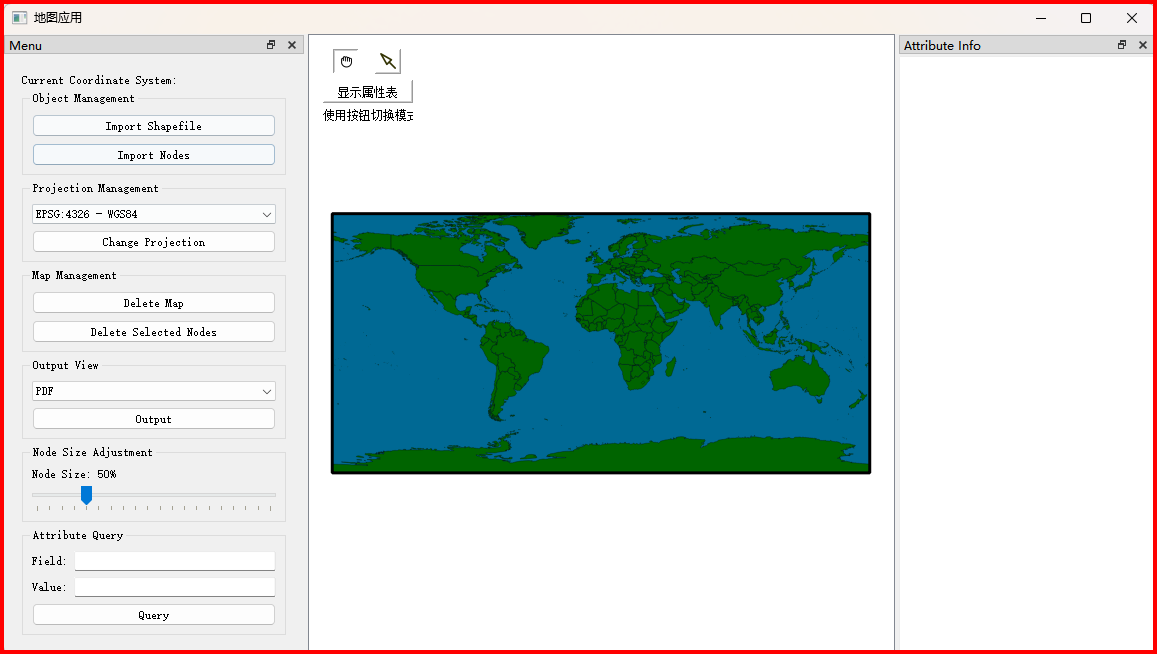 地图应用
Menu
Current Coordinate System:
Object Management
Import Shapefile
Import Nodes
Projection Management
EPSG:4326 - WGS84
Change Projection
Map Management
Delete Map
Delete Selected Nodes
Output View
PDF
Output
Node Size Adjustment
Node Size: 50%
Attribute Query
Field:
Value:
Query
显示属性表
使用按钮切换模式
Attribute Info